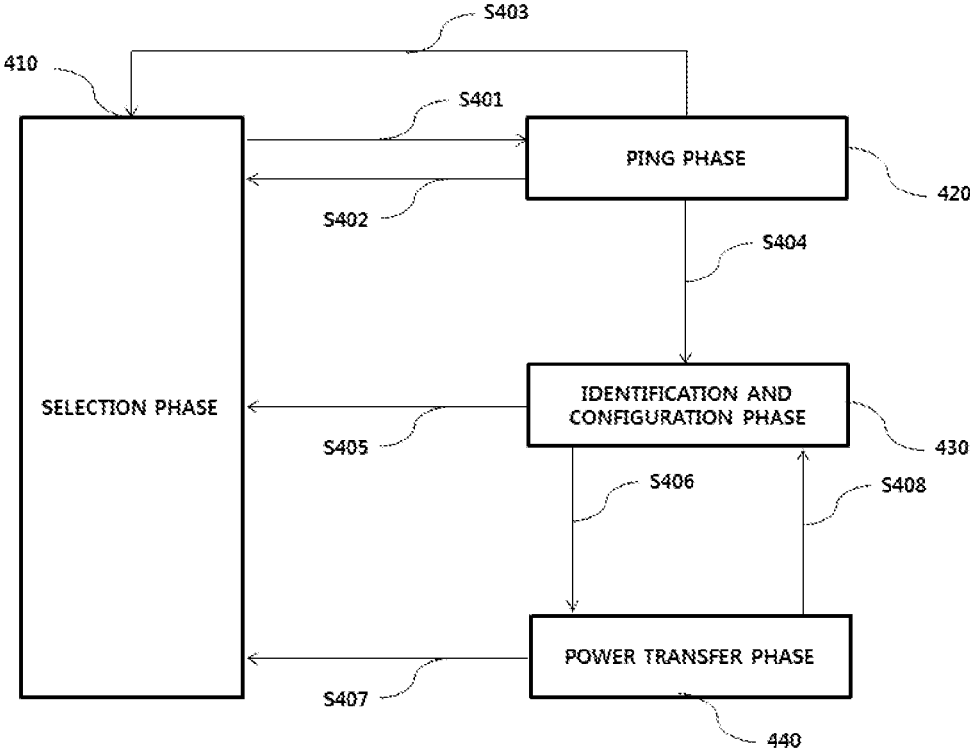 S403
410
S401
PING PHASE
420
S402
S404
SELECTION PHASE
IDENTIFICATION AND
CONFIGURATION PHASE
S405
430
S406
S408
POWER TRANSFER PHASE
S407
440